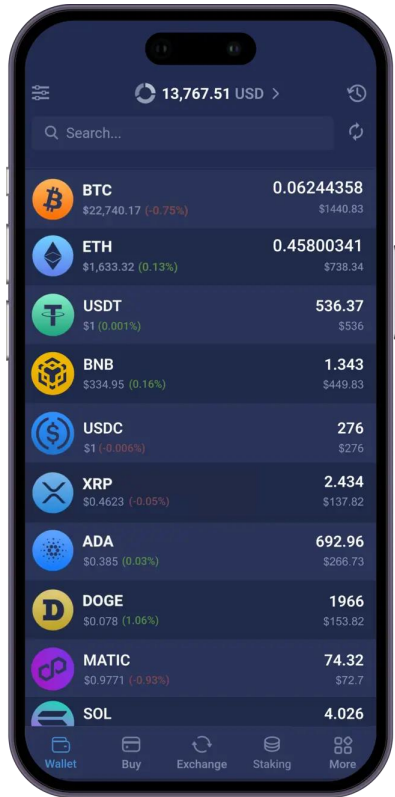 13,767.51 USD
Search...
BTC 0.06244358
$22,740.17 (-0.75%) $1440.83
ETH 0.45800341
$1,633.32 (0.13%) $738.34
USDT 536.37
$1 (0.001%) $536
BNB 1.343
$334.95 (0.16%) $449.83
USDC 276
$1 (-0.006%) $276
XRP 2.434
$0.4623 (-0.05%) $137.82
ADA 692.96
$0.385 (0.03%) $266.73
DOGE 1966
$0.078 (1.06%) $153.82
MATIC 74.32
$0.9771 (-0.93%) $72.7
SOL 4.026
Wallet Buy Exchange Staking More